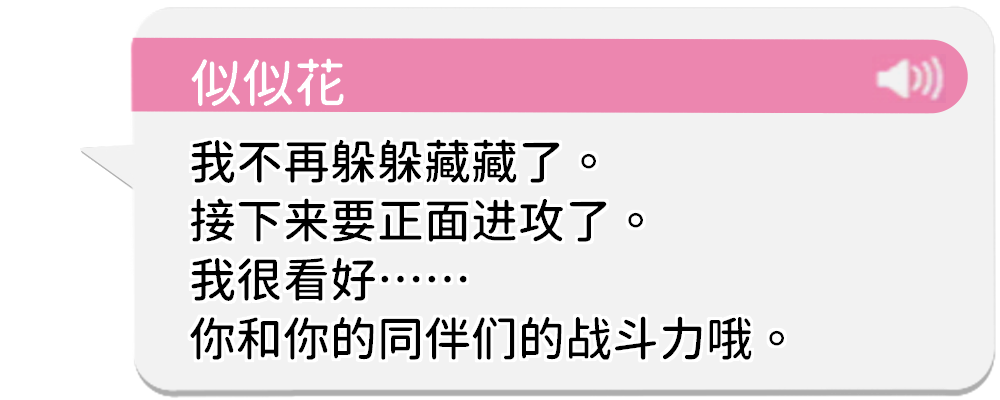 似似花
我不再躲躲藏藏了。
接下来要正面进攻了。
我很看好……
你和你的同伴们的战斗力哦。